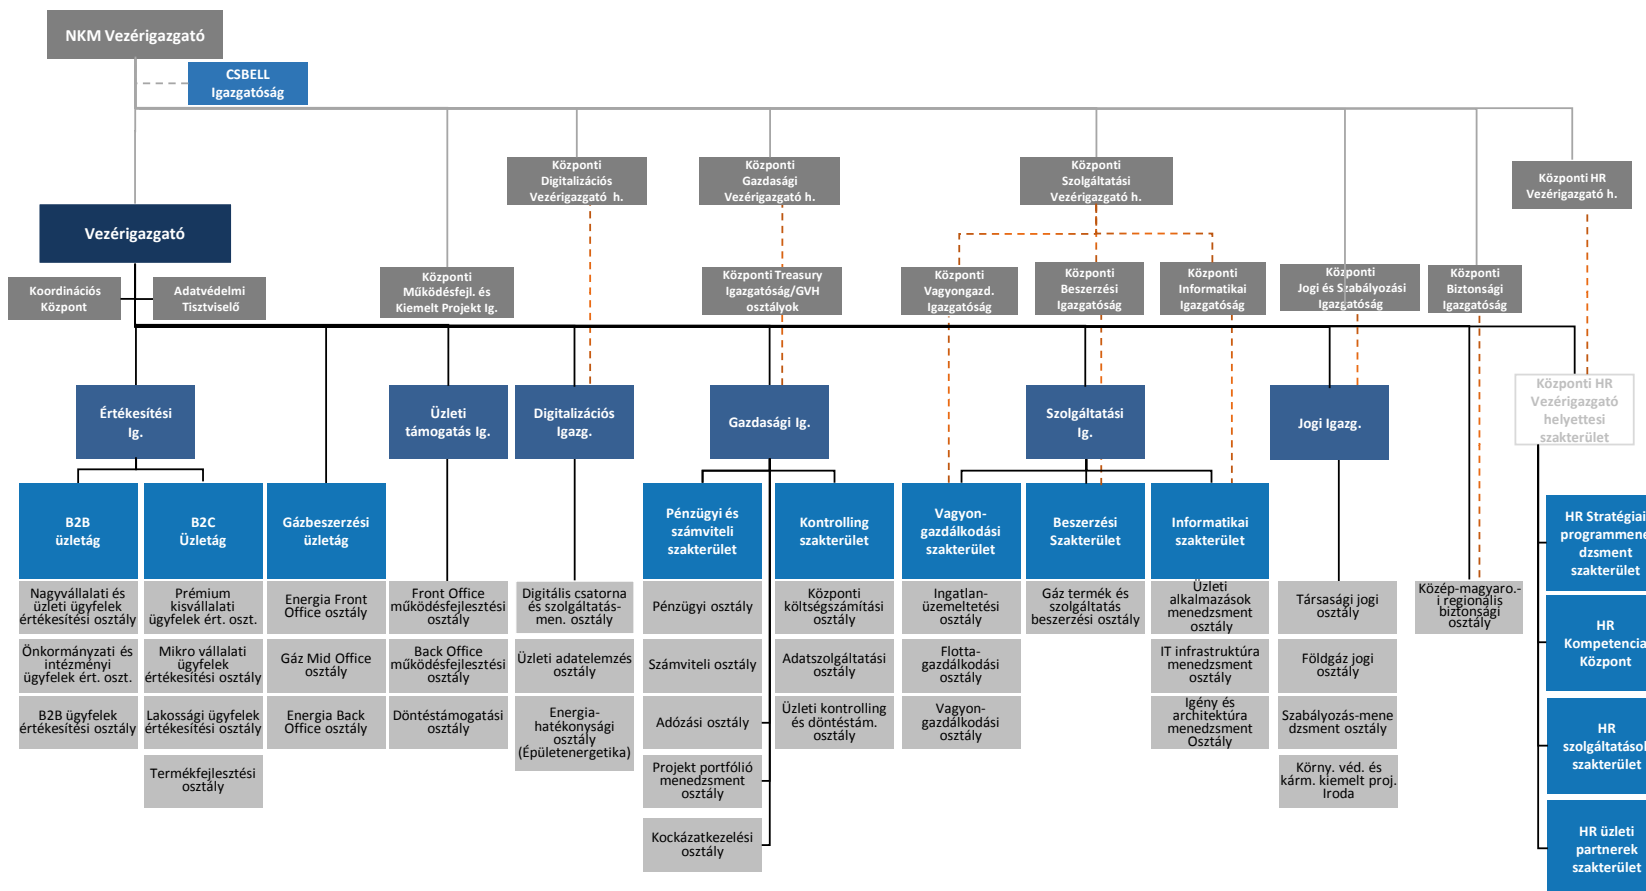 NKM Vezérigazgató
CSBELL
Igazgatóság
Központi
Digitalizációs
Vezérigazgató h.
Központi
Gazdasági
Vezérigazgató h.
Központi
Szolgáltatási
Vezérigazgató h.
Központi HR
Vezérigazgató h.
Vezérigazgató
Koordinációs
Központ
Adatvédelmi
Tisztviselő
Központi
Működésfejl. és
Kiemelt Projekt Ig.
Központi Treasury
Igazgatóság/GVH
osztályok
Központi
Vagyongazd.
Igazgatóság
Központi
Beszerzési
Igazgatóság
Központi
Informatikai
Igazgatóság
Központi
Jogi és Szabályozási
Igazgatóság
Központi
Biztonsági
Igazgatóság
Értékesítési
Ig.
Üzleti
támogatás Ig.
Digitalizációs
Igazg.
Gazdasági Ig.
Szolgáltatási
Ig.
Jogi Igazg.
Központi HR
Vezérigazgató
helyettesi
szakterület
B2B
üzletág
B2C
Üzletág
Gázbeszerzési
üzletág
Pénzügyi és
számviteli
szakterület
Kontrolling
szakterület
Vagyon-
gazdálkodási
szakterület
Beszerzési
Szakterület
Informatikai
szakterület
HR Stratégiai
programmene
dzsment
szakterület
Nagyvállalati és
üzleti ügyfelek
értékesítési osztály
Prémium
kisvállalati
ügyfelek ért. oszt.
Energia Front
Office osztály
Front Office
működésfejlesztési
osztály
Digitális csatorna
és szolgáltatás-
men. osztály
Pénzügyi osztály
Központi
költségszámítási
osztály
Ingatlan-
üzemeltetési
osztály
Gáz termék és
szolgáltatás
beszerzési osztály
Üzleti
alkalmazások
menedzsment
osztály
Társasági jogi
osztály
Közép-magyaro.-
i regionális
biztonsági
osztály
HR
Kompetencia
Központ
Önkormányzati és
intézményi
ügyfelek ért. oszt.
Mikro vállalati
ügyfelek
értékesítési osztály
Gáz Mid Office
osztály
Back Office
működésfejlesztési
osztály
Üzleti adatelemzés
osztály
Számviteli osztály
Adatszolgáltatási
osztály
Flotta-
gazdálkodási
osztály
IT infrastruktúra
menedzsment
osztály
Földgáz jogi
osztály
B2B ügyfelek
értékesítési osztály
Lakossági ügyfelek
értékesítési osztály
Energia Back
Office osztály
Döntéstámogatási
osztály
Energia-
hatékonysági
osztály
(Épületenergetika)
Adózási osztály
Üzleti kontrolling
és döntéstám.
osztály
Vagyon-
gazdálkodási
osztály
Igény és
architektúra
menedzsment
Osztály
Szabályozás-mene
dzsment osztály
HR
szolgáltatások
szakterület
Termékfejlesztési
osztály
Projekt portfólió
menedzsment
osztály
Körny. véd. és
kárm. kiemelt proj.
Iroda
Kockázatkezelési
osztály
HR üzleti
partnerek
szakterület